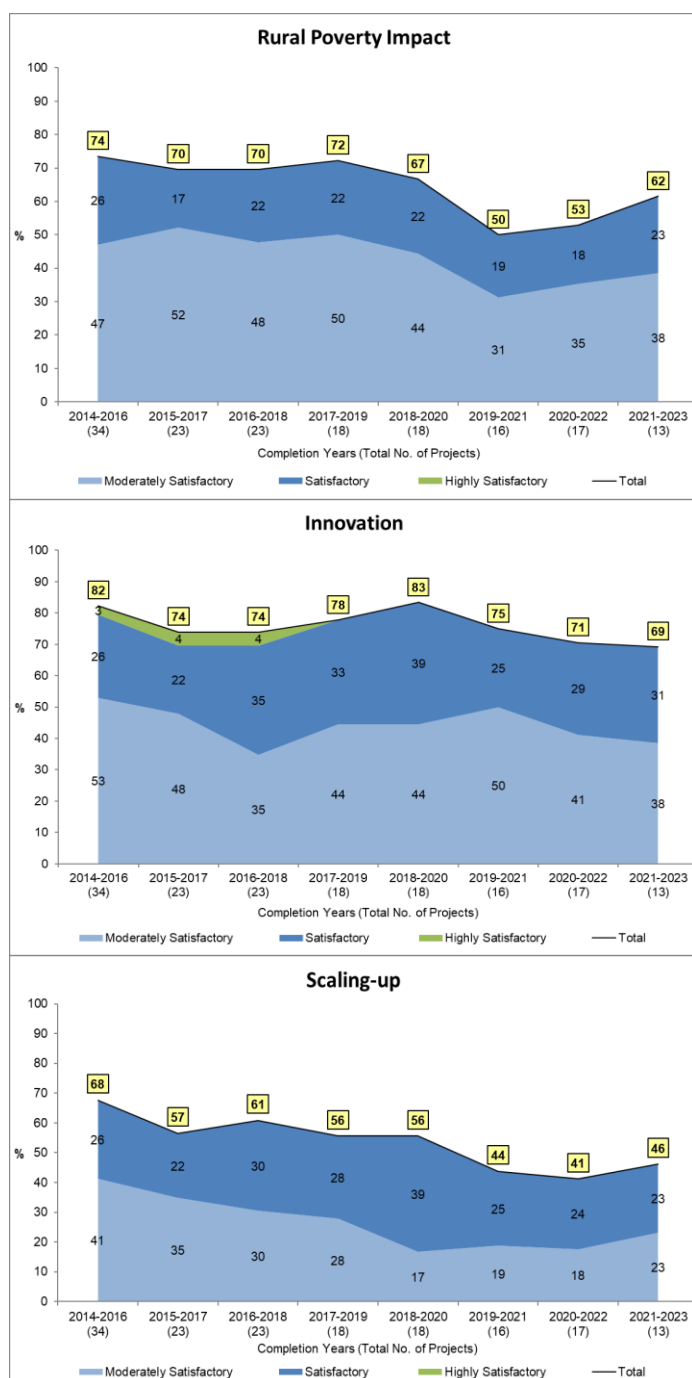 Rural Poverty Impact
100
90
80
70
60
50
40
30
20
10
0
%
74 70 70 72 67 50 53 62
26 17 22 22 22 19 18 23
47 52 48 50 44 31 35 38
2014-2016 2015-2017 2016-2018 2017-2019 2018-2020 2019-2021 2020-2022 2021-2023
(34) (23) (23) (18) (18) (16) (17) (13)
Completion Years (Total No. of Projects)
Moderately Satisfactory Satisfactory Highly Satisfactory Total
Innovation
100
90
80
70
60
50
40
30
20
10
0
%
82 74 74 78 83 75 71 69
3 4 4
26 22 35 33 39 25 29 31
53 48 35 44 44 50 41 38
2014-2016 2015-2017 2016-2018 2017-2019 2018-2020 2019-2021 2020-2022 2021-2023
(34) (23) (23) (18) (18) (16) (17) (13)
Completion Years (Total No. of Projects)
Moderately Satisfactory Satisfactory Highly Satisfactory Total
Scaling-up
100
90
80
70
60
50
40
30
20
10
0
%
68 57 61 56 56 44 41 46
26 22 30 28 39 25 24 23
41 35 30 28 17 19 18 23
2014-2016 2015-2017 2016-2018 2017-2019 2018-2020 2019-2021 2020-2022 2021-2023
(34) (23) (23) (18) (18) (16) (17) (13)
Completion Years (Total No. of Projects)
Moderately Satisfactory Satisfactory Highly Satisfactory Total